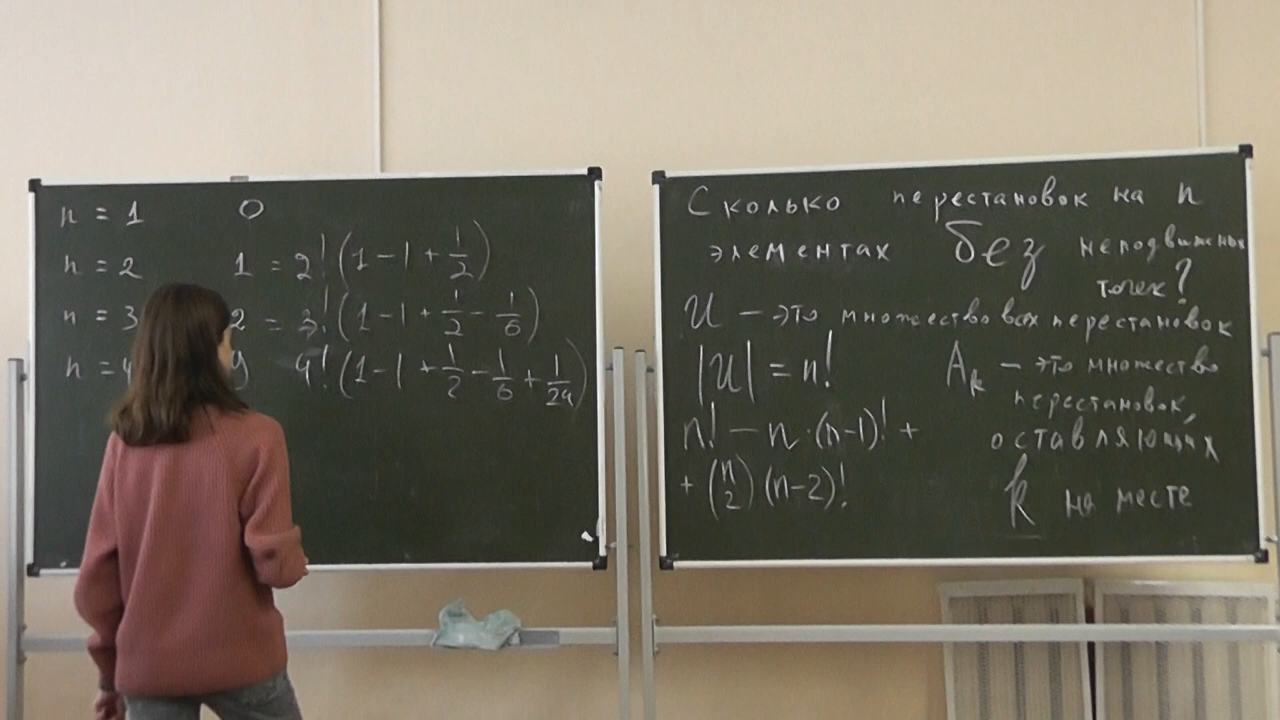 n = 1 0
n = 2 1 = 2! (1 − 1 + 1/2)
n = 3 2 = 3! (1 − 1 + 1/2 − 1/6)
n = 4 9 4! (1 − 1 + 1/2 − 1/6 + 1/24)
Сколько перестановок на n
элементах без неподвижных
точек?
U — это множество всех перестановок
|U| = n! A_k — это множество
перестановок,
n! − n · (n−1)! + оставляющих
+ (n 2) (n−2)! k на месте